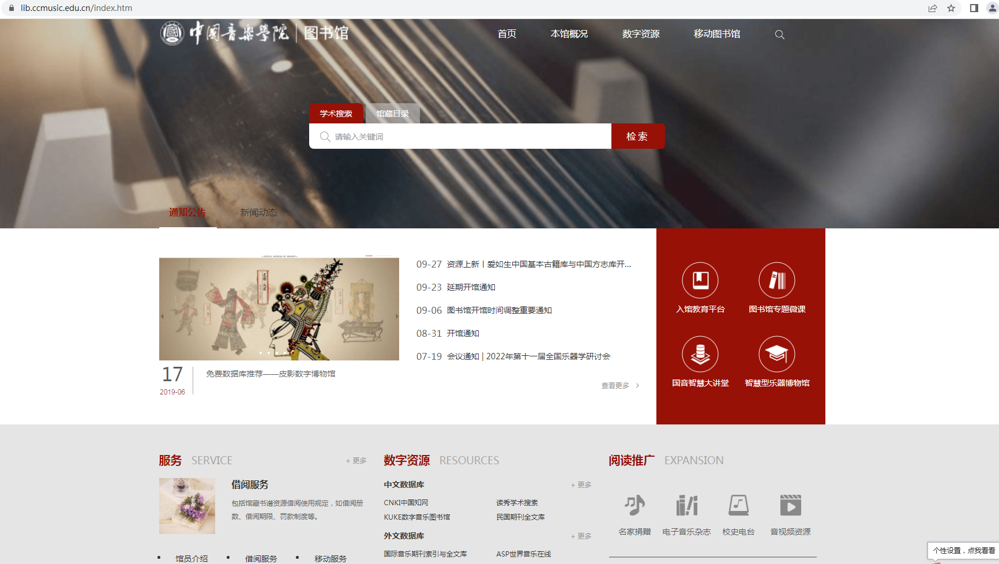 lib.ccmusic.edu.cn/index.htm
中国音乐学院 图书馆
首页 本馆概况 数字资源 移动图书馆
学术搜索 馆藏目录
请输入关键词 检 索
通知公告 新闻动态
09-27 资源上新丨爱如生中国基本古籍库与中国方志库开...
09-23 延期开馆通知
09-06 图书馆开馆时间调整重要通知
08-31 开馆通知
07-19 会议通知 | 2022年第十一届全国乐器学研讨会
查看更多
17
2019-06
免费数据库推荐——皮影数字博物馆
入馆教育平台 图书馆专题微课
国音智慧大讲堂 智慧型乐器博物馆
服务 SERVICE + 更多
借阅服务
包括馆藏书谱资源借阅使用规定，如借阅册
数、借阅期限、罚款制度等。
馆员介绍 借阅服务 移动服务
数字资源 RESOURCES
中文数据库 + 更多
CNKI中国知网 读秀学术搜索
KUKE数字音乐图书馆 民国期刊全文库
外文数据库 + 更多
国际音乐期刊索引与全文库 ASP世界音乐在线
阅读推广 EXPANSION
名家捐赠 电子音乐杂志 校史电台 音视频资源
个性设置，点我看看